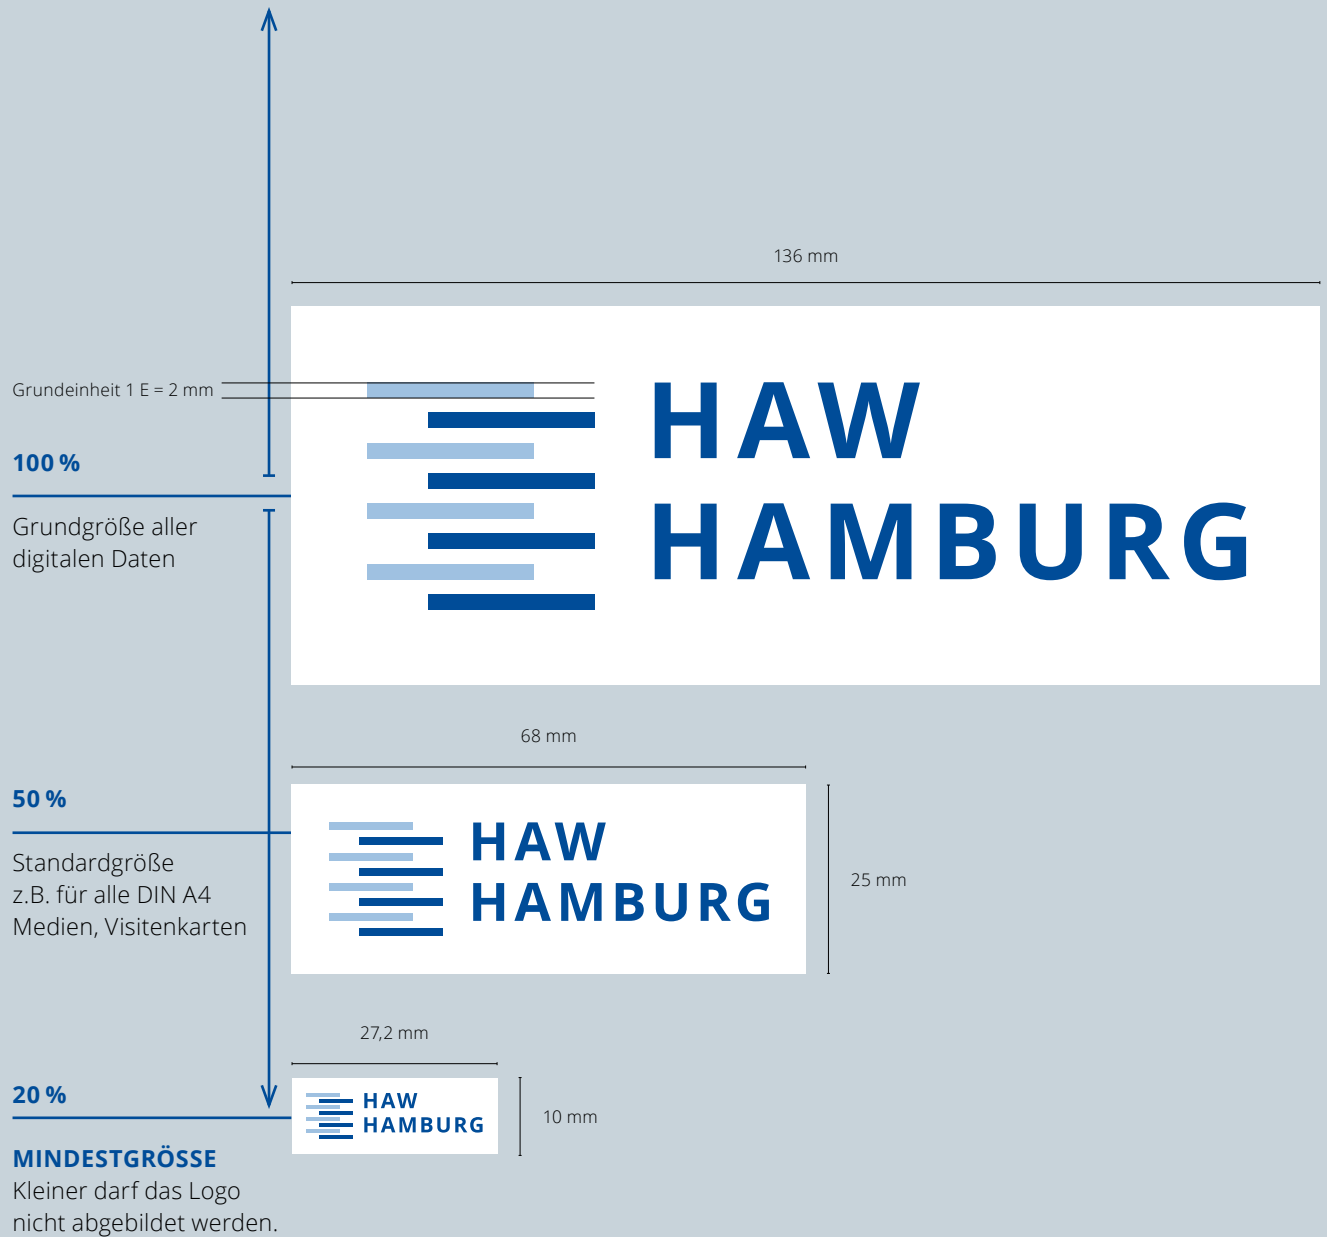 136 mm
Grundeinheit 1 E = 2 mm
HAW
HAMBURG
100 %
Grundgröße aller
digitalen Daten
68 mm
50 %
Standardgröße
z.B. für alle DIN A4
Medien, Visitenkarten
HAW
HAMBURG
25 mm
27,2 mm
20 %
HAW
HAMBURG
10 mm
MINDESTGRÖSSE
Kleiner darf das Logo
nicht abgebildet werden.